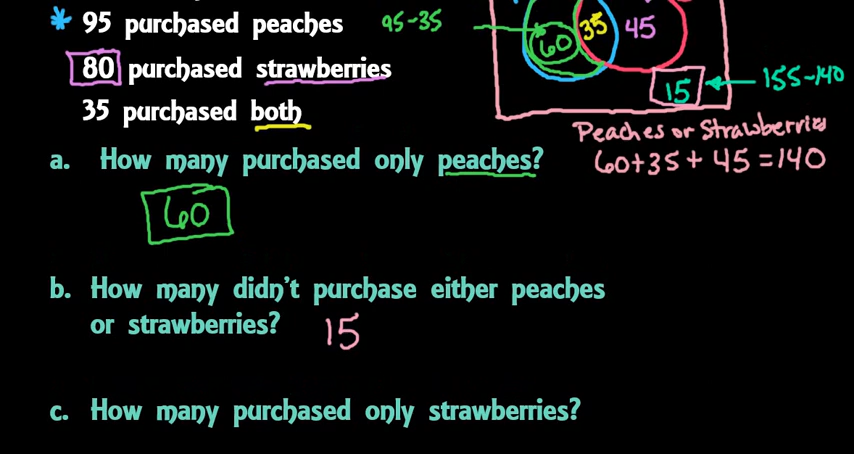 95 purchased peaches 95-35
80 purchased strawberries
35 purchased both
60 35 45
15 155-140
Peaches or Strawberries
60+35+45=140
a. How many purchased only peaches?
60
b. How many didn't purchase either peaches
or strawberries? 15
c. How many purchased only strawberries?